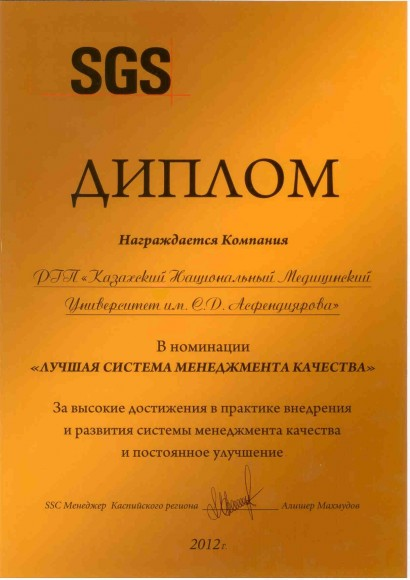 SGS
ДИПЛОМ
Награждается Компания
РГП «Казахский Национальный Медицинский
Университет им. С.Д. Асфендиярова»
В номинации
«ЛУЧШАЯ СИСТЕМА МЕНЕДЖМЕНТА КАЧЕСТВА»
За высокие достижения в практике внедрения
и развития системы менеджмента качества
и постоянное улучшение
SSC Менеджер Каспийского региона Алишер Махмудов
2012г.